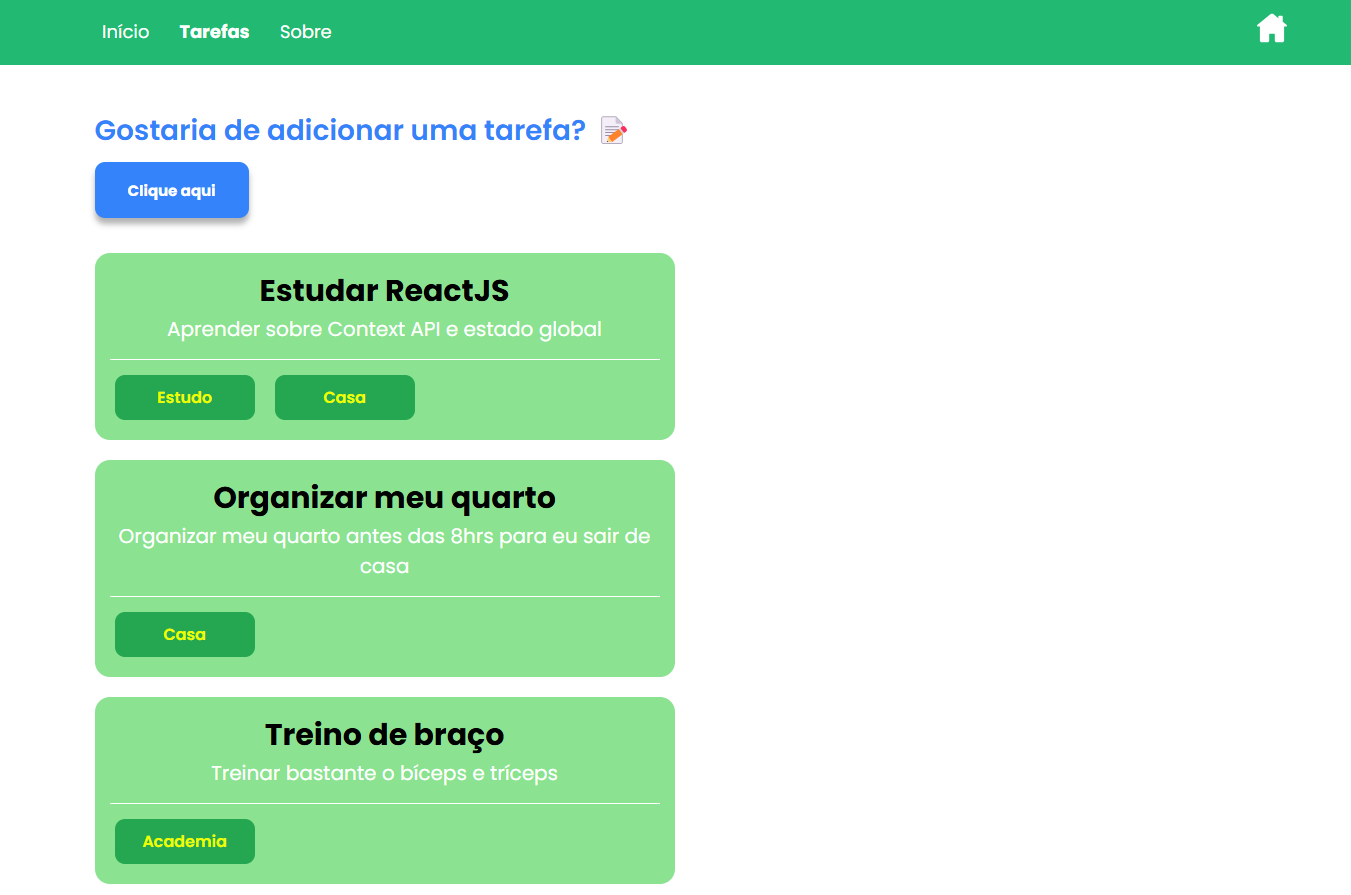 Início Tarefas Sobre
Gostaria de adicionar uma tarefa?
Clique aqui
Estudar ReactJS
Aprender sobre Context API e estado global
Estudo Casa
Organizar meu quarto
Organizar meu quarto antes das 8hrs para eu sair de
casa
Casa
Treino de braço
Treinar bastante o bíceps e tríceps
Academia